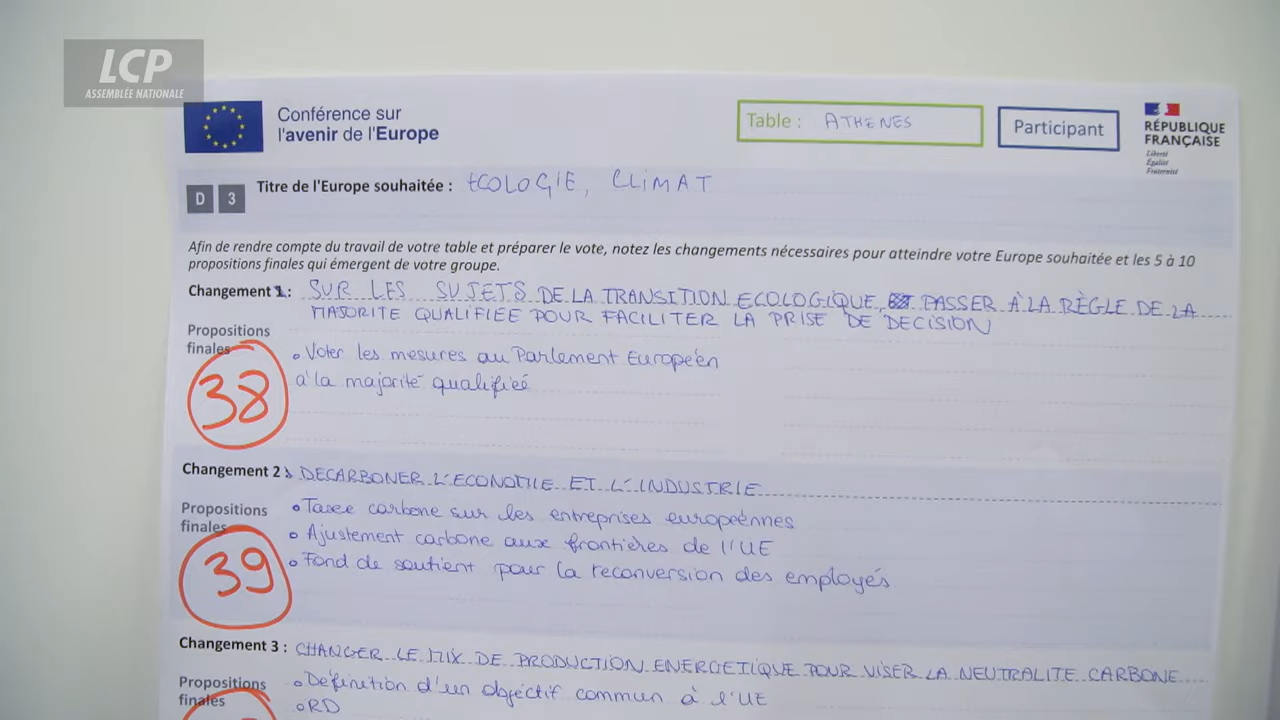 LCP
ASSEMBLÉE NATIONALE
Conférence sur
l'avenir de l'Europe
Table : ATHENES
Participant
RÉPUBLIQUE
FRANÇAISE
Liberté
Égalité
Fraternité
D 3
Titre de l'Europe souhaitée : ECOLOGIE, CLIMAT
Afin de rendre compte du travail de votre table et préparer le vote, notez les changements nécessaires pour atteindre votre Europe souhaitée et les 5 à 10
propositions finales qui émergent de votre groupe.
Changement 1 : SUR LES SUJETS DE LA TRANSITION ECOLOGIQUE, PASSER À LA RÈGLE DE LA
MAJORITE QUALIFIEE POUR FACILITER LA PRISE DE DECISION
Propositions
finales
38
• Voter les mesures au Parlement Européen
à la majorité qualifieé
Changement 2 : DECARBONER L'ECONOMIE ET L'INDUSTRIE
Propositions
finales
39
• Taxe carbone sur les entreprises européennes
• Ajustement carbone aux frontières de l'UE
• Fond de soutient pour la reconversion des employés
Changement 3 : CHANGER LE MIX DE PRODUCTION ENERGETIQUE POUR VISER LA NEUTRALITE CARBONE
Propositions
finales
• Définition d'un objéctif commun à l'UE
• RD